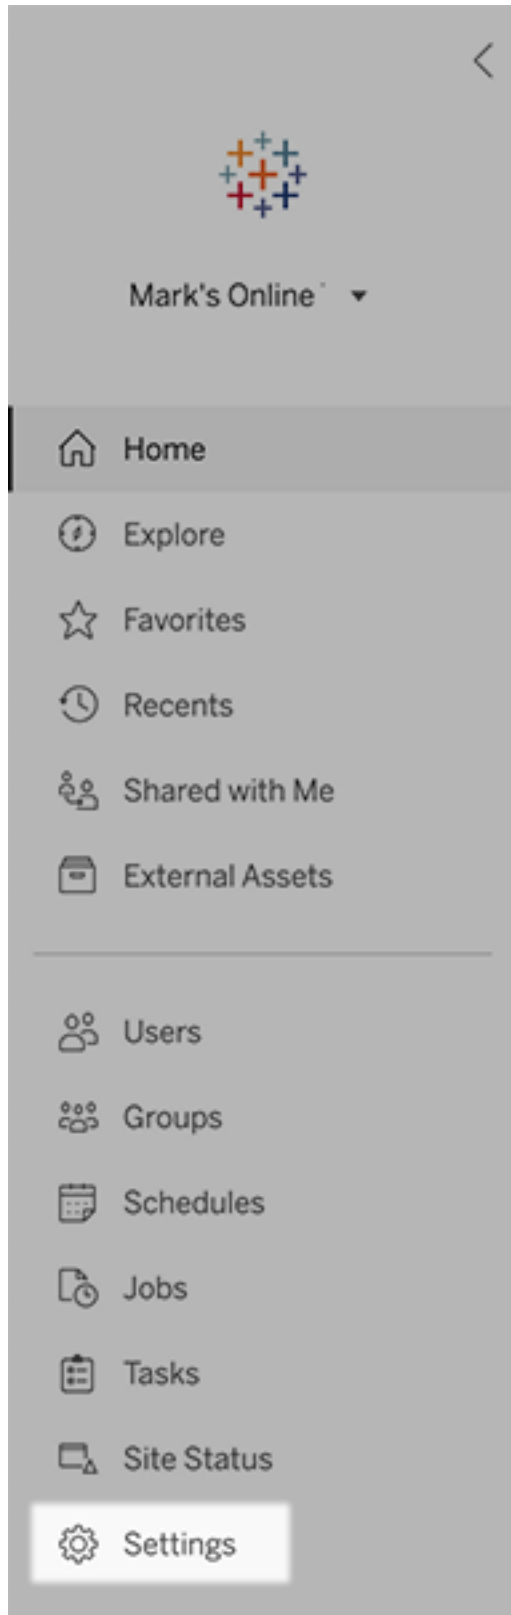 Mark's Online
Home
Explore
Favorites
Recents
Shared with Me
External Assets
Users
Groups
Schedules
Jobs
Tasks
Site Status
Settings